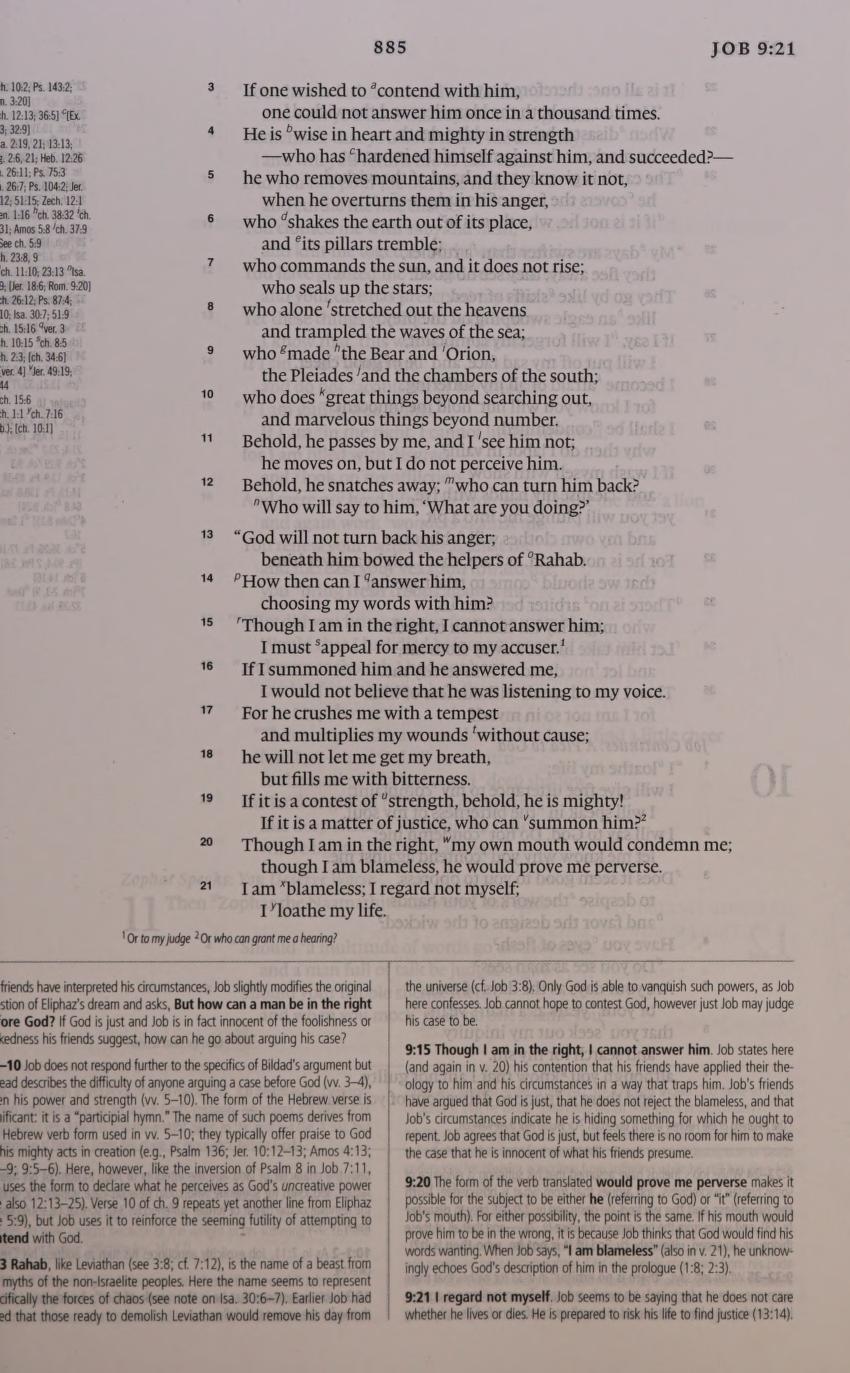 885
JOB 9:21
h. 10:2; Ps. 143:2;
n. 3:20]
h. 12:13; 36:5] c[Ex.
3; 32:9]
a. 2:19, 21; 13:13;
g. 2:6, 21; Heb. 12:26
. 26:11; Ps. 75:3
. 26:7; Ps. 104:2; Jer.
12; 51:15; Zech. 12:1
en. 1:16 h ch. 38:32 i ch.
31; Amos 5:8 j ch. 37:9
See ch. 5:9
h. 23:8, 9
ch. 11:10; 23:13 n Isa.
9; [Jer. 18:6; Rom. 9:20]
h. 26:12; Ps. 87:4;
10; Isa. 30:7; 51:9
ch. 15:16 q ver. 3
h. 10:15 s ch. 8:5
h. 2:3; [ch. 34:6]
ver. 4] v Jer. 49:19;
44
ch. 15:6
h. 1:1 y ch. 7:16
b.); [ch. 10:1]
3 If one wished to a contend with him,
one could not answer him once in a thousand times.
4 He is b wise in heart and mighty in strength
—who has c hardened himself against him, and succeeded?—
5 he who removes mountains, and they know it not,
when he overturns them in his anger,
6 who d shakes the earth out of its place,
and e its pillars tremble;
7 who commands the sun, and it does not rise;
who seals up the stars;
8 who alone f stretched out the heavens
and trampled the waves of the sea;
9 who g made h the Bear and i Orion,
the Pleiades j and the chambers of the south;
10 who does k great things beyond searching out,
and marvelous things beyond number.
11 Behold, he passes by me, and I l see him not;
he moves on, but I do not perceive him.
12 Behold, he snatches away; m who can turn him back?
n Who will say to him, ‘What are you doing?’
13 “God will not turn back his anger;
beneath him bowed the helpers of o Rahab.
14 p How then can I q answer him,
choosing my words with him?
15 r Though I am in the right, I cannot answer him;
I must s appeal for mercy to my accuser.1
16 If I summoned him and he answered me,
I would not believe that he was listening to my voice.
17 For he crushes me with a tempest
and multiplies my wounds t without cause;
18 he will not let me get my breath,
but fills me with bitterness.
19 If it is a contest of u strength, behold, he is mighty!
If it is a matter of justice, who can v summon him?2
20 Though I am in the right, w my own mouth would condemn me;
though I am blameless, he would prove me perverse.
21 I am x blameless; I regard not myself;
I y loathe my life.
1 Or to my judge 2 Or who can grant me a hearing?
friends have interpreted his circumstances, Job slightly modifies the original
stion of Eliphaz's dream and asks, But how can a man be in the right
ore God? If God is just and Job is in fact innocent of the foolishness or
kedness his friends suggest, how can he go about arguing his case?
–10 Job does not respond further to the specifics of Bildad's argument but
ead describes the difficulty of anyone arguing a case before God (vv. 3–4),
en his power and strength (vv. 5–10). The form of the Hebrew verse is
ificant: it is a “participial hymn.” The name of such poems derives from
Hebrew verb form used in vv. 5–10; they typically offer praise to God
his mighty acts in creation (e.g., Psalm 136; Jer. 10:12–13; Amos 4:13;
–9; 9:5–6). Here, however, like the inversion of Psalm 8 in Job 7:11,
uses the form to declare what he perceives as God's uncreative power
also 12:13–25). Verse 10 of ch. 9 repeats yet another line from Eliphaz
5:9), but Job uses it to reinforce the seeming futility of attempting to
tend with God.
3 Rahab, like Leviathan (see 3:8; cf. 7:12), is the name of a beast from
myths of the non-Israelite peoples. Here the name seems to represent
cifically the forces of chaos (see note on Isa. 30:6–7). Earlier Job had
ed that those ready to demolish Leviathan would remove his day from
the universe (cf. Job 3:8). Only God is able to vanquish such powers, as Job
here confesses. Job cannot hope to contest God, however just Job may judge
his case to be.
9:15 Though I am in the right, I cannot answer him. Job states here
(and again in v. 20) his contention that his friends have applied their the-
ology to him and his circumstances in a way that traps him. Job's friends
have argued that God is just, that he does not reject the blameless, and that
Job's circumstances indicate he is hiding something for which he ought to
repent. Job agrees that God is just, but feels there is no room for him to make
the case that he is innocent of what his friends presume.
9:20 The form of the verb translated would prove me perverse makes it
possible for the subject to be either he (referring to God) or “it” (referring to
Job's mouth). For either possibility, the point is the same. If his mouth would
prove him to be in the wrong, it is because Job thinks that God would find his
words wanting. When Job says, “I am blameless” (also in v. 21), he unknow-
ingly echoes God's description of him in the prologue (1:8; 2:3).
9:21 I regard not myself. Job seems to be saying that he does not care
whether he lives or dies. He is prepared to risk his life to find justice (13:14).